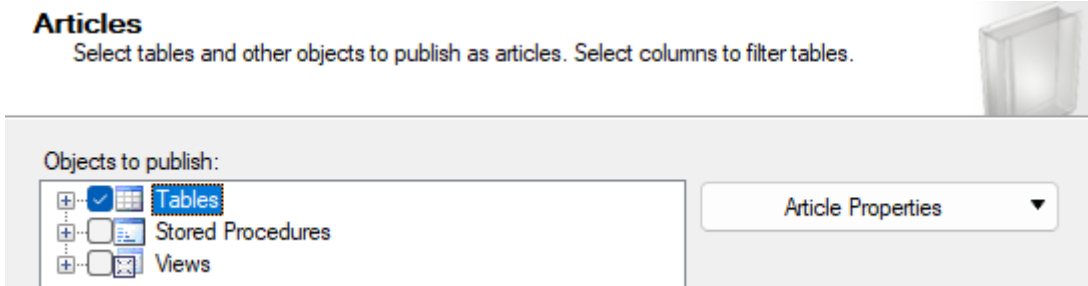 Articles
Select tables and other objects to publish as articles. Select columns to filter tables.
Objects to publish:
Tables
Article Properties
Stored Procedures
Views